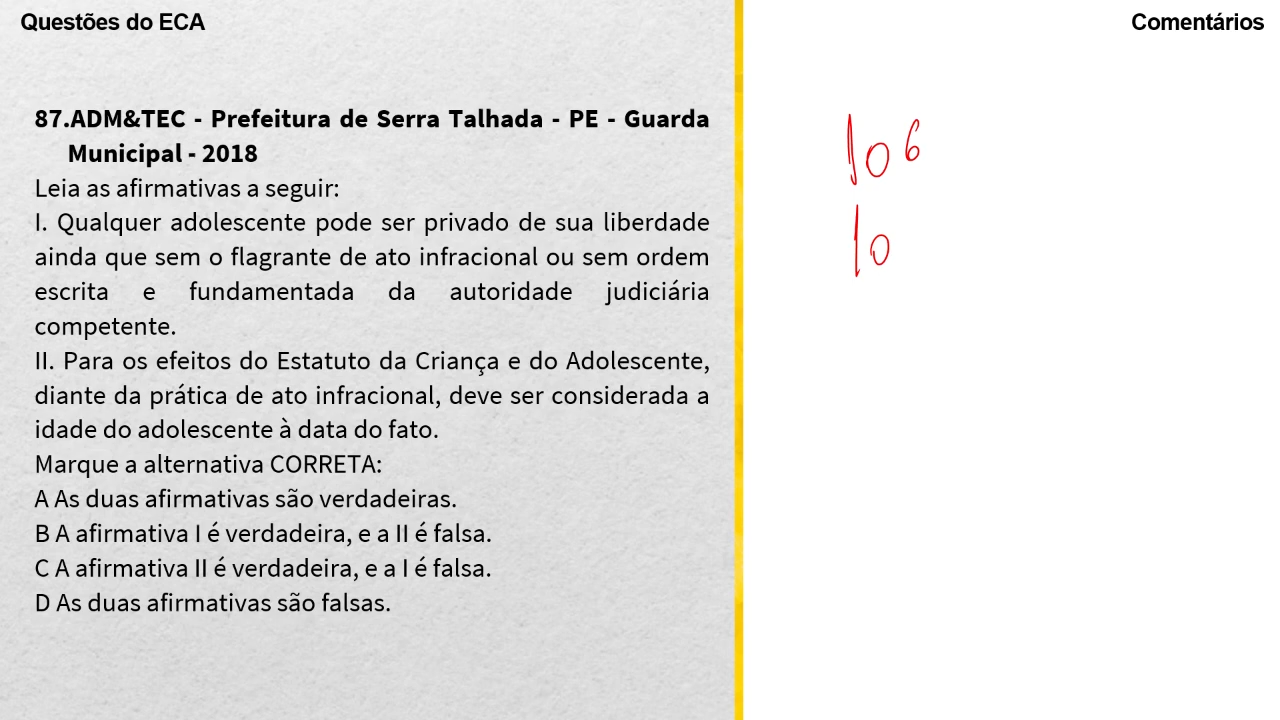 Questões do ECA
Comentários
87.ADM&TEC - Prefeitura de Serra Talhada - PE - Guarda
Municipal - 2018
Leia as afirmativas a seguir:
I. Qualquer adolescente pode ser privado de sua liberdade
ainda que sem o flagrante de ato infracional ou sem ordem
escrita e fundamentada da autoridade judiciária
competente.
II. Para os efeitos do Estatuto da Criança e do Adolescente,
diante da prática de ato infracional, deve ser considerada a
idade do adolescente à data do fato.
Marque a alternativa CORRETA:
A As duas afirmativas são verdadeiras.
B A afirmativa I é verdadeira, e a II é falsa.
C A afirmativa II é verdadeira, e a I é falsa.
D As duas afirmativas são falsas.
106
10